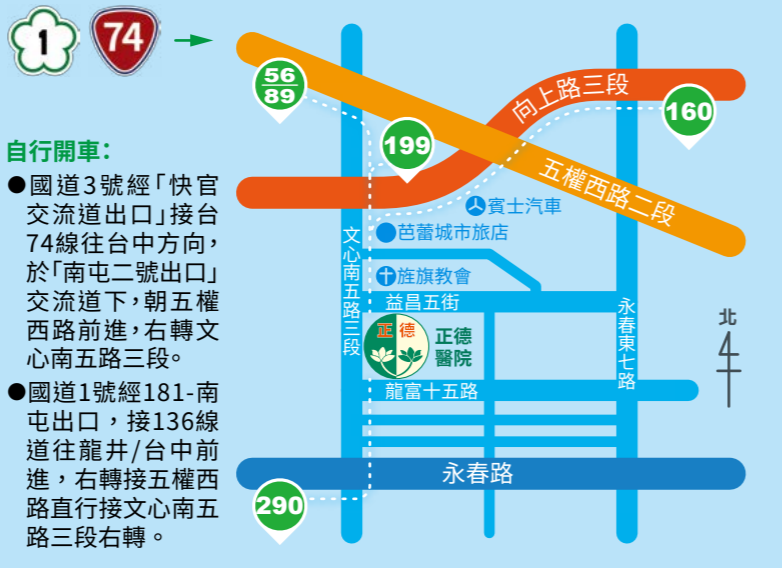 1
74
自行開車：
●國道3號經「快官
交流道出口」接台
74線往台中方向，
於「南屯二號出口」
交流道下，朝五權
西路前進，右轉文
心南五路三段。
●國道1號經181-南
屯出口，接136線
道往龍井/台中前
進，右轉接五權西
路直行接文心南五
路三段右轉。
56
89
199
160
向上路三段
五權西路二段
賓士汽車
芭蕾城市旅店
旌旗教會
文心南五路三段
益昌五街
正德
正德
醫院
永春東七路
龍富十五路
永春路
290
北